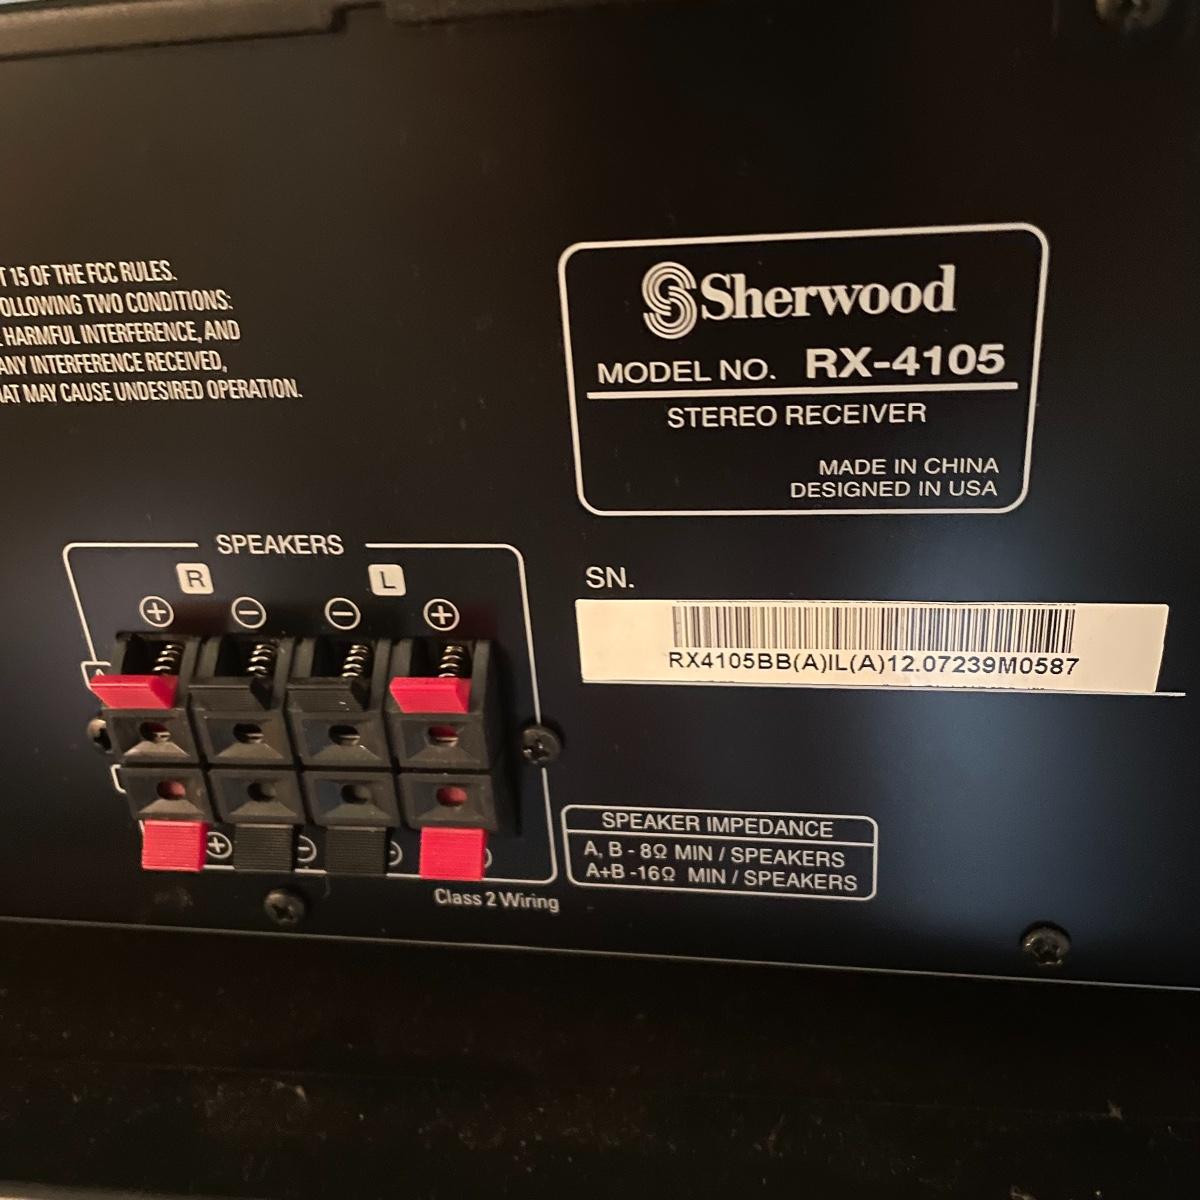 T 15 OF THE FCC RULES.
OLLOWING TWO CONDITIONS:
HARMFUL INTERFERENCE, AND
ANY INTERFERENCE RECEIVED,
AT MAY CAUSE UNDESIRED OPERATION.
Sherwood
MODEL NO. RX-4105
STEREO RECEIVER
MADE IN CHINA
DESIGNED IN USA
SPEAKERS
R L
+ − − +
SN.
RX4105BB(A)IL(A)12.07239M0587
SPEAKER IMPEDANCE
A, B - 8Ω MIN / SPEAKERS
A+B -16Ω MIN / SPEAKERS
Class 2 Wiring